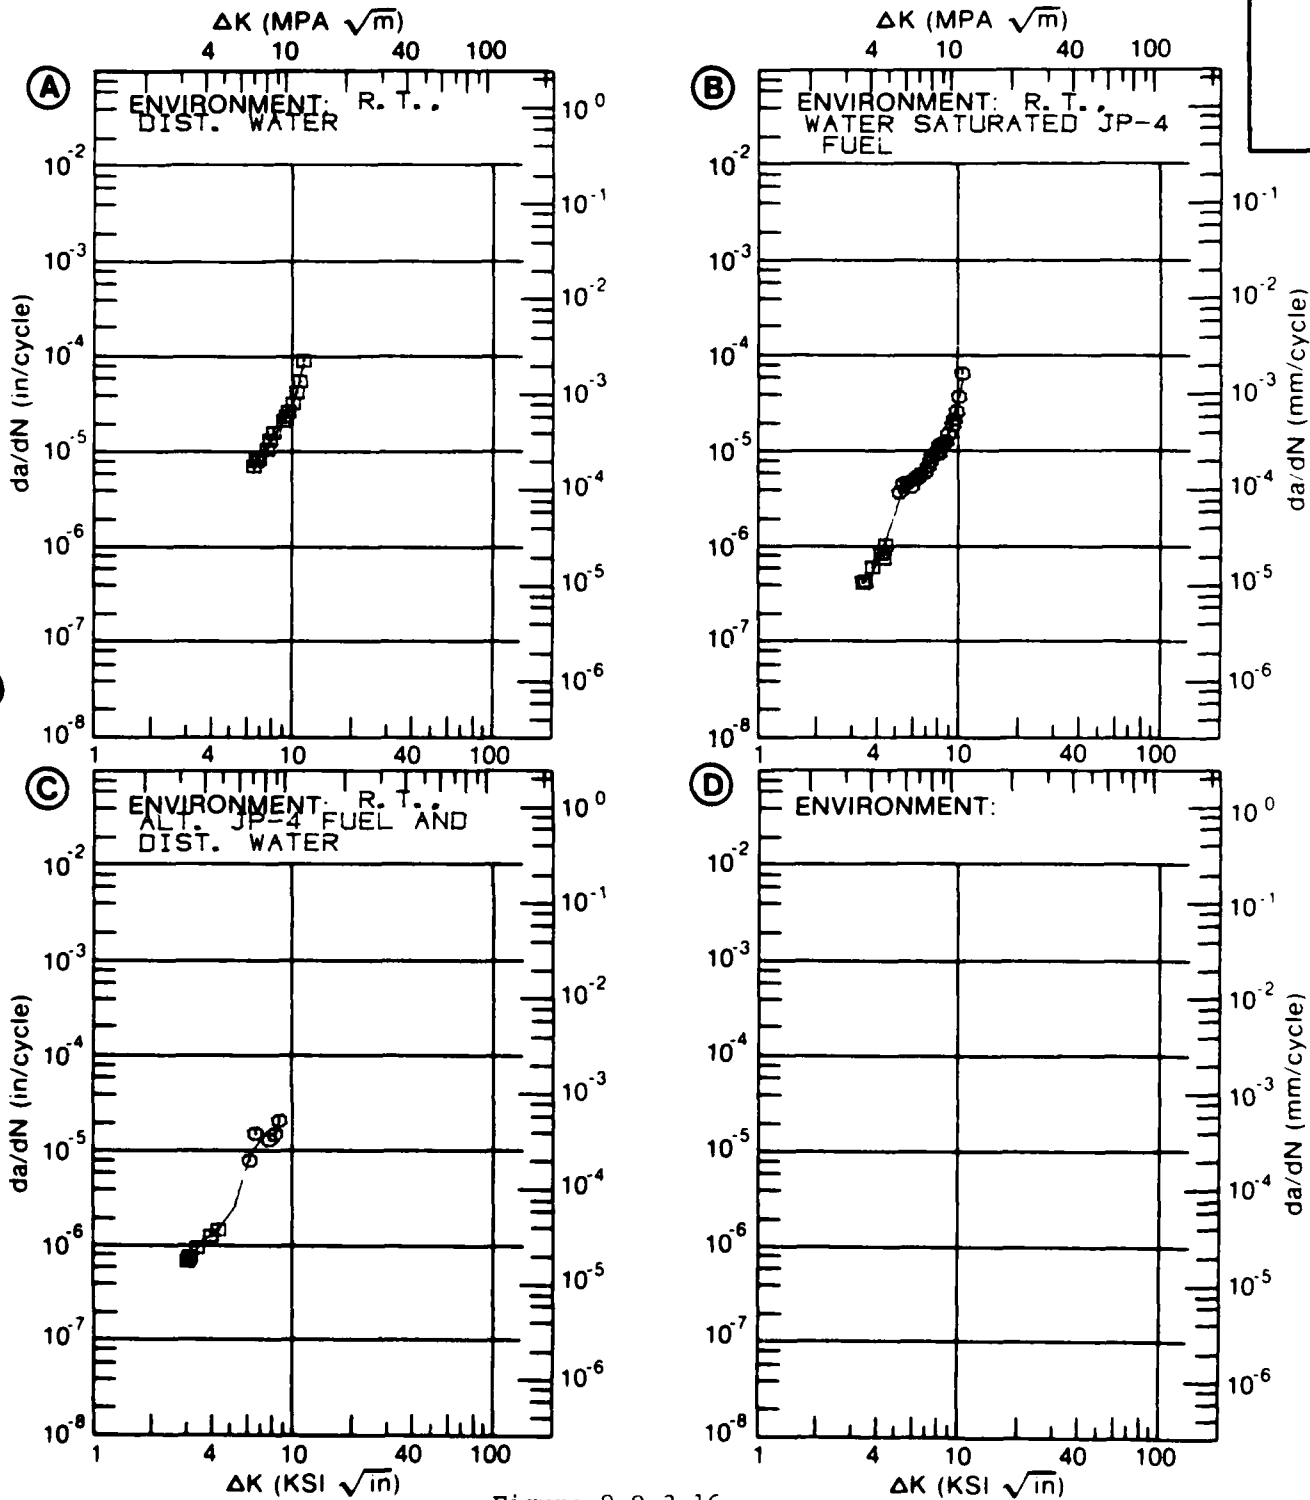 ΔK (MPA √m)
4 10 40 100
A
ENVIRONMENT: R. T.,
DIST. WATER
da/dN (in/cycle)
10^-2
10^-3
10^-4
10^-5
10^-6
10^-7
10^-8
10^0
10^-1
10^-2
10^-3
10^-4
10^-5
10^-6
1 4 10 40 100
ΔK (MPA √m)
4 10 40 100
B
ENVIRONMENT: R. T.,
WATER SATURATED JP-4
FUEL
10^-2
10^-3
10^-4
10^-5
10^-6
10^-7
10^-8
10^-1
10^-2
10^-3
10^-4
10^-5
10^-6
da/dN (mm/cycle)
1 4 10 40 100
C
ENVIRONMENT: R. T.,
ALT. JP-4 FUEL AND
DIST. WATER
da/dN (in/cycle)
10^-2
10^-3
10^-4
10^-5
10^-6
10^-7
10^-8
10^0
10^-1
10^-2
10^-3
10^-4
10^-5
10^-6
1 4 10 40 100
ΔK (KSI √in)
D
ENVIRONMENT:
10^-2
10^-3
10^-4
10^-5
10^-6
10^-7
10^-8
10^0
10^-1
10^-2
10^-3
10^-4
10^-5
10^-6
da/dN (mm/cycle)
1 4 10 40 100
ΔK (KSI √in)